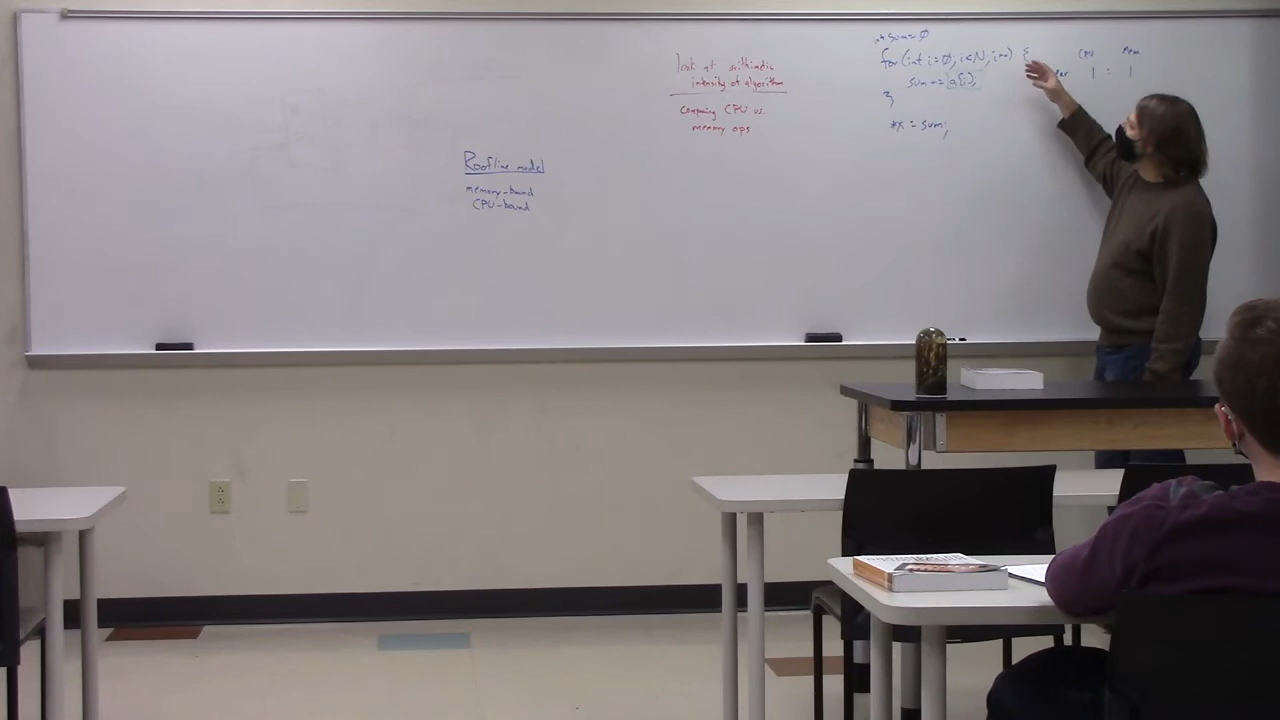 Roofline model
memory-bound
CPU-bound
look at arithmetic
intensity of algorithm
comparing CPU vs.
memory ops
int sum=0
for (int i=0; i<N; i++) {
sum += a[i];
}
*r = sum;
CPU Mem
1 : 1